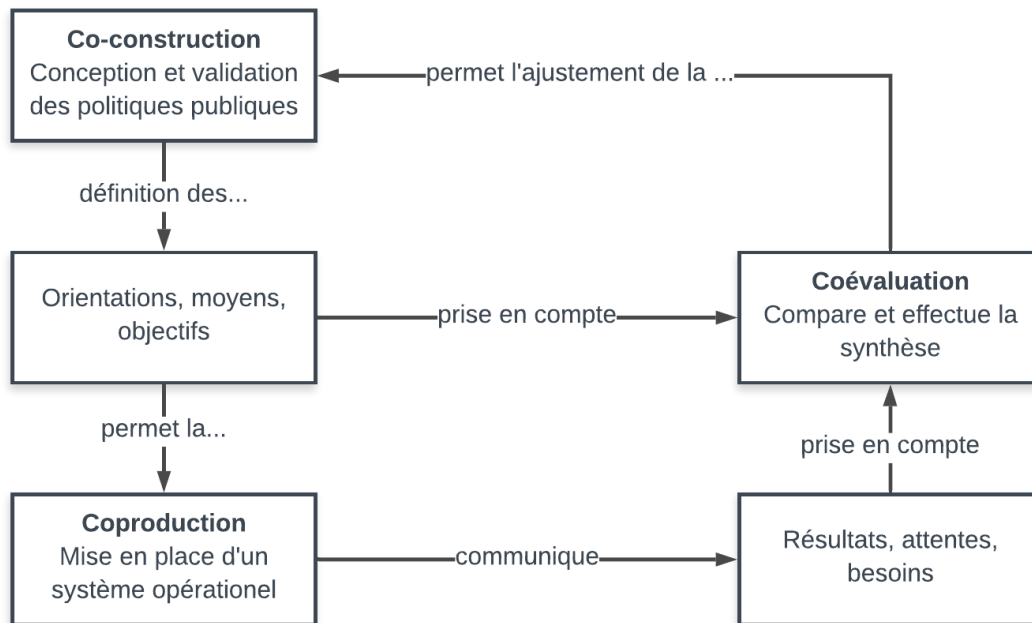 Co-construction
Conception et validation
des politiques publiques
permet l'ajustement de la ...
définition des...
Orientations, moyens,
objectifs
prise en compte
Coévaluation
Compare et effectue la
synthèse
permet la...
prise en compte
Coproduction
Mise en place d'un
système opérationel
communique
Résultats, attentes,
besoins